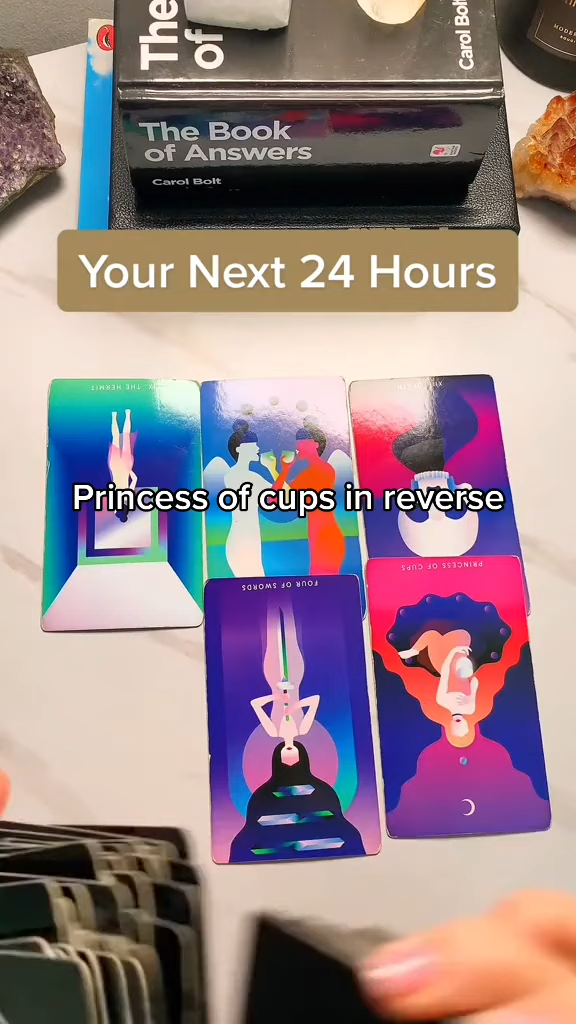 The
of
Carol Bolt
The Book
of Answers
Carol Bolt
Your Next 24 Hours
IX. THE HERMIT
Princess of cups in reverse
FOUR OF SWORDS
PRINCESS OF CUPS